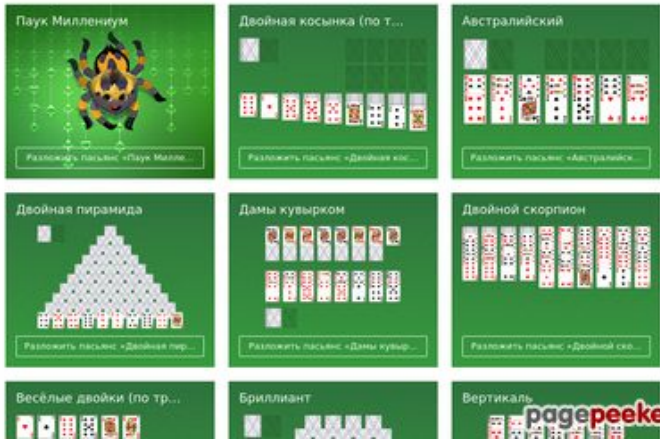 Паук Миллениум
Двойная косынка (по т...
Австралийский
Разложить пасьянс «Паук Милле...
Разложить пасьянс «Двойная кос...
Разложить пасьянс «Австралийск...
Двойная пирамида
Дамы кувырком
Двойной скорпион
Разложить пасьянс «Двойная пир...
Разложить пасьянс «Дамы кувыр...
Разложить пасьянс «Двойной ско...
Весёлые двойки (по тр...
Бриллиант
Вертикаль
pagepeeke